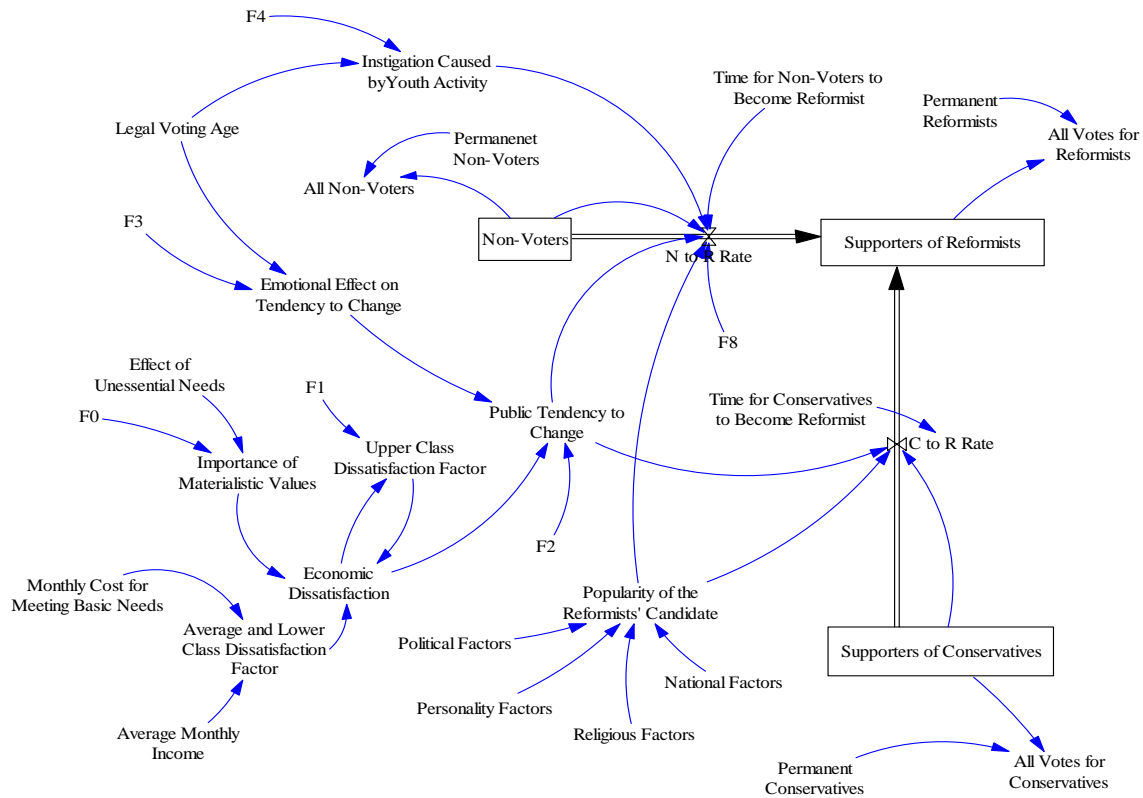 F4
Instigation Caused
byYouth Activity
Time for Non-Voters to
Become Reformist
Permanent
Reformists
All Votes for
Reformists
Legal Voting Age
Permanenet
Non-Voters
All Non-Voters
F3
Non-Voters
N to R Rate
Supporters of Reformists
Emotional Effect on
Tendency to Change
F8
Effect of
Unessential Needs
F0
F1
Public Tendency to
Change
Time for Conservatives
to Become Reformist
C to R Rate
Upper Class
Dissatisfaction Factor
Importance of
Materialistic Values
F2
Economic
Dissatisfaction
Monthly Cost for
Meeting Basic Needs
Popularity of the
Reformists' Candidate
Average and Lower
Class Dissatisfaction
Factor
Political Factors
Supporters of Conservatives
National Factors
Personality Factors
Religious Factors
Average Monthly
Income
Permanent
Conservatives
All Votes for
Conservatives